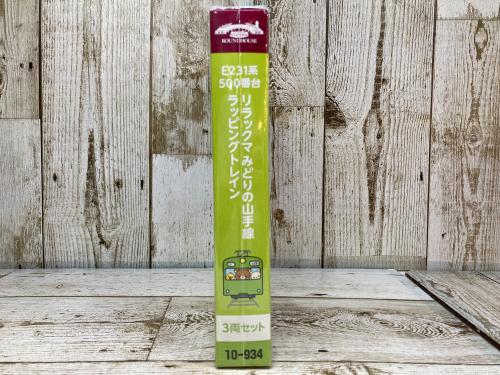 ROUNDHOUSE
E231系
500番台
リラックマ みどりの山手線
ラッピングトレイン
3両セット
10-934